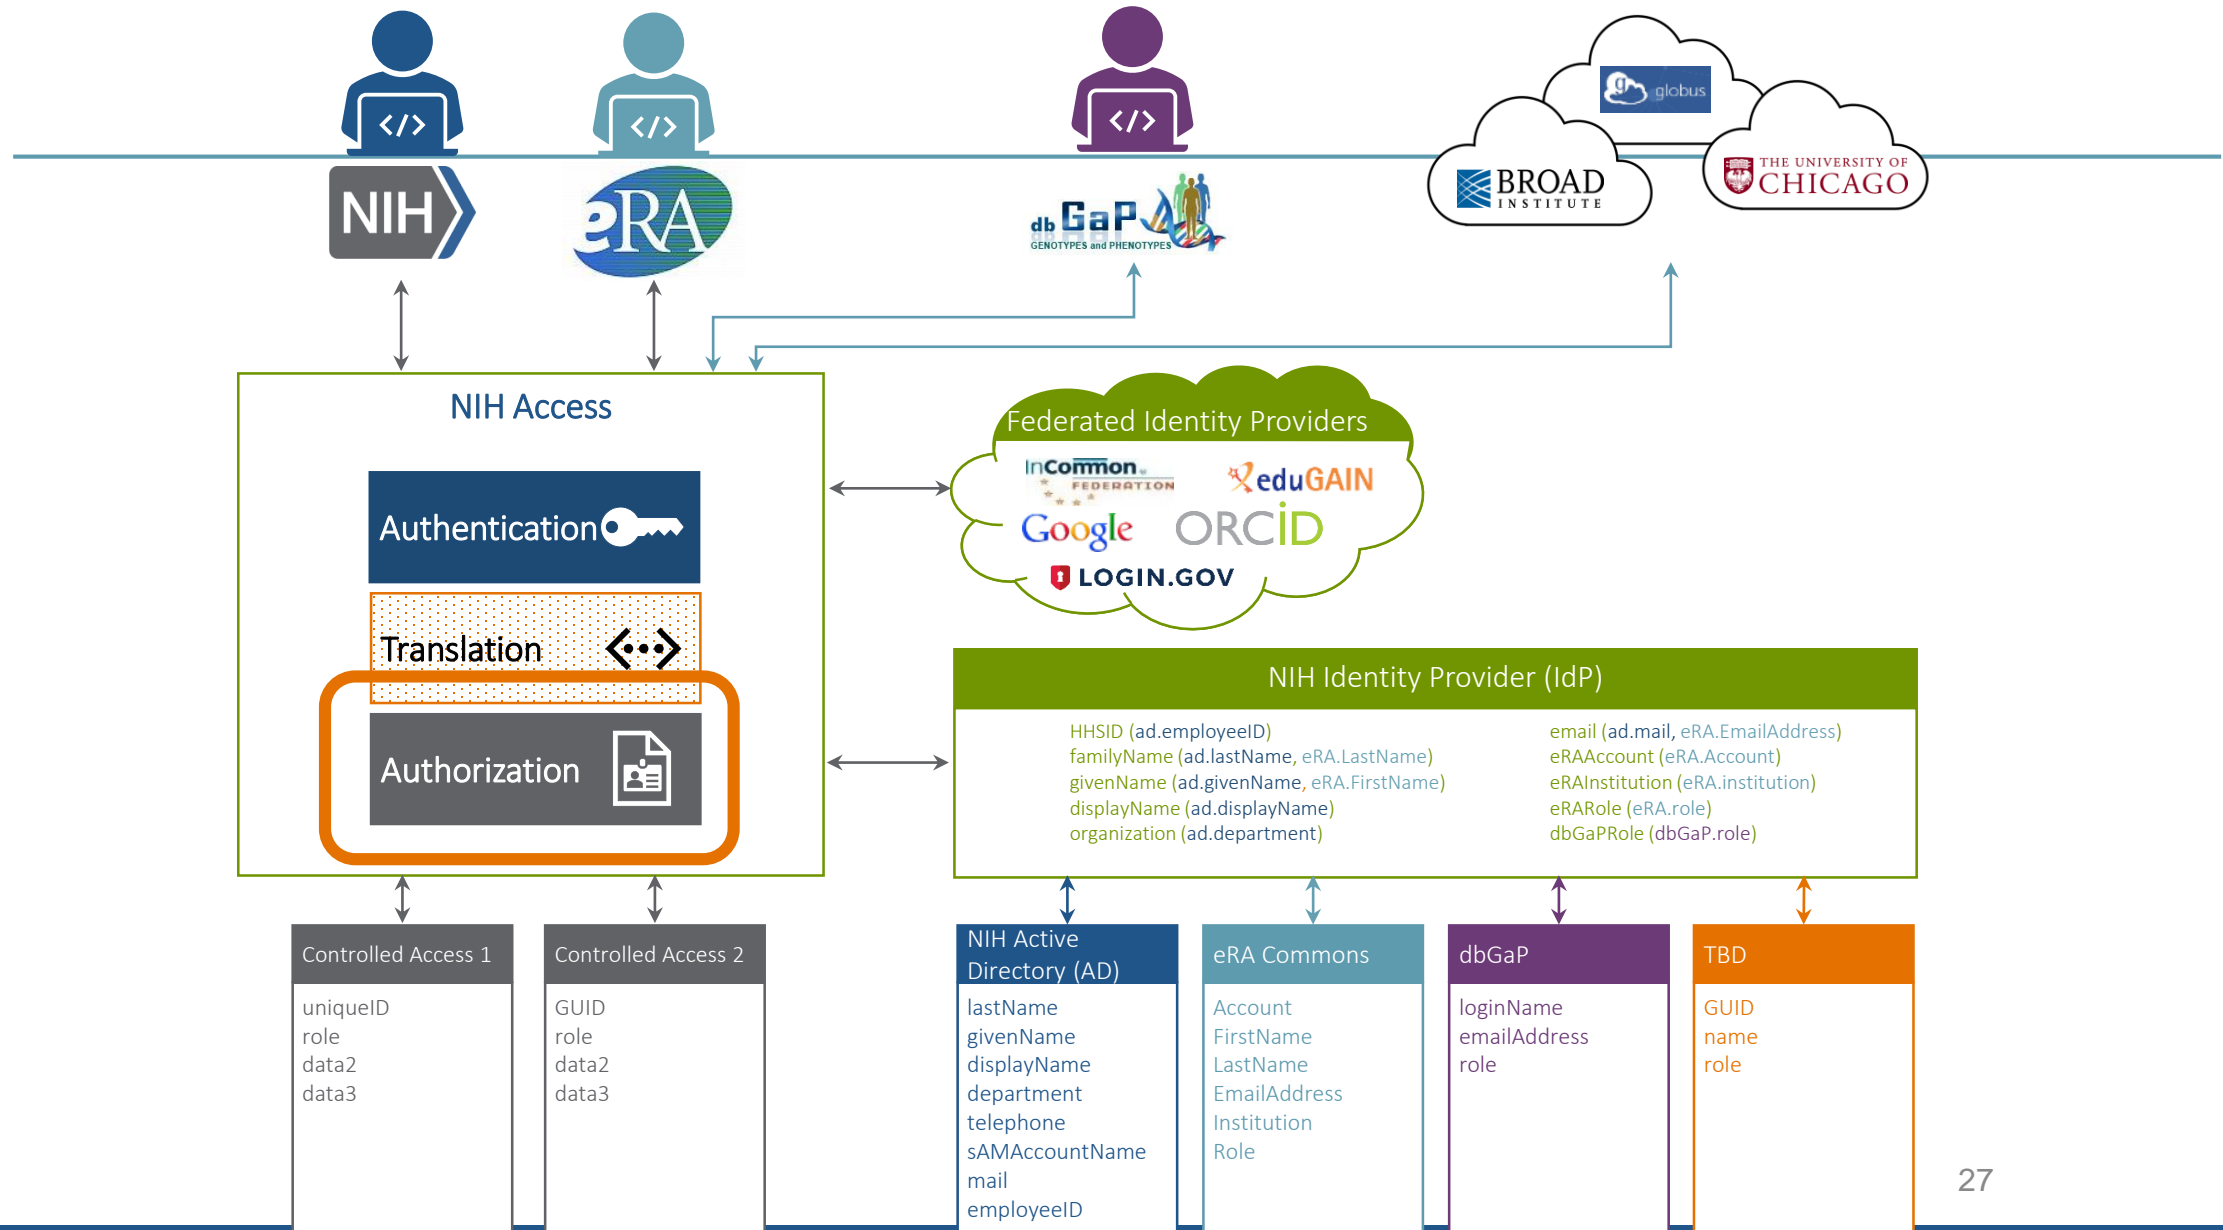 </>
</>
</>
globus
BROAD
INSTITUTE
THE UNIVERSITY OF
CHICAGO
NIH
eRA
db GaP
GENOTYPES and PHENOTYPES
NIH Access
Authentication
Translation
Authorization
Federated Identity Providers
InCommon
FEDERATION
eduGAIN
Google
ORCID
LOGIN.GOV
NIH Identity Provider (IdP)
HHSID (ad.employeeID)
familyName (ad.lastName, eRA.LastName)
givenName (ad.givenName, eRA.FirstName)
displayName (ad.displayName)
organization (ad.department)
email (ad.mail, eRA.EmailAddress)
eRAAccount (eRA.Account)
eRAInstitution (eRA.institution)
eRARole (eRA.role)
dbGaPRole (dbGaP.role)
Controlled Access 1
uniqueID
role
data2
data3
Controlled Access 2
GUID
role
data2
data3
NIH Active
Directory (AD)
lastName
givenName
displayName
department
telephone
sAMAccountName
mail
employeeID
eRA Commons
Account
FirstName
LastName
EmailAddress
Institution
Role
dbGaP
loginName
emailAddress
role
TBD
GUID
name
role
27